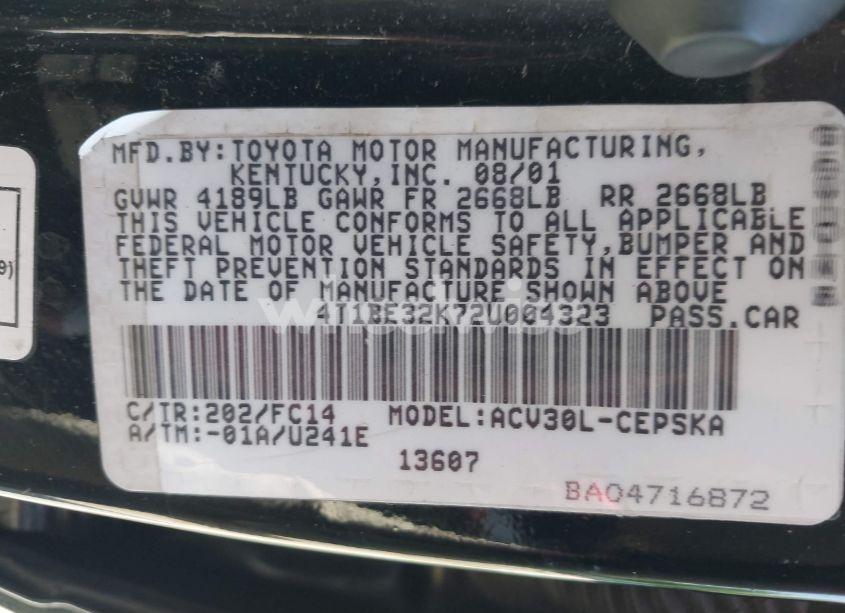 MFD.BY:TOYOTA MOTOR MANUFACTURING,
KENTUCKY,INC. 08/01
GVWR 4189LB GAWR FR 2668LB RR 2668LB
THIS VEHICLE CONFORMS TO ALL APPLICABLE
FEDERAL MOTOR VEHICLE SAFETY,BUMPER AND
THEFT PREVENTION STANDARDS IN EFFECT ON
THE DATE OF MANUFACTURE SHOWN ABOVE
4T1BE32K72U004323 PASS.CAR
C/TR:202/FC14 MODEL:ACV30L-CEPSKA
A/TM:-01A/U241E
13607
BA04716872
9)